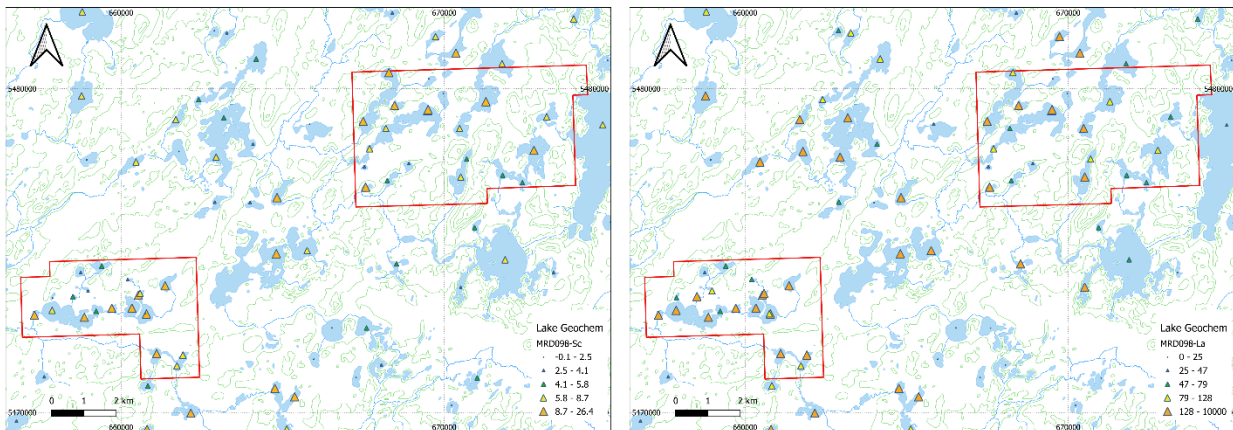 660000
670000
5480000
5480000
Lake Geochem
MRD098-Sc
-0.1 - 2.5
2.5 - 4.1
4.1 - 5.8
5.8 - 8.7
8.7 - 26.4
0 1 2 km
5170000
5170000
660000
670000
660000
670000
5480000
5480000
Lake Geochem
MRD098-La
0 - 25
25 - 47
47 - 79
79 - 128
128 - 10000
0 1 2 km
5170000
5170000
660000
670000